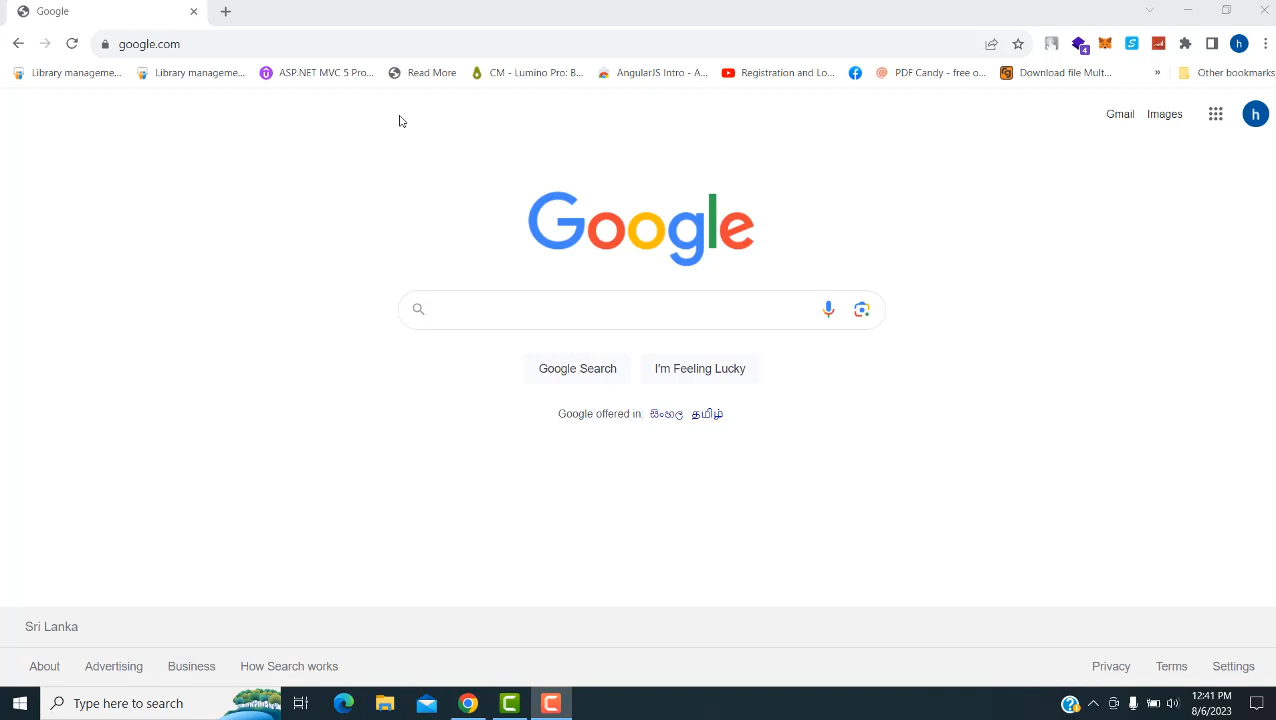 Google
google.com
Library manageme...
Library manageme...
ASP.NET MVC 5 Pro...
Read More
CM - Lumino Pro: B...
AngularJS Intro - A...
Registration and Lo...
PDF Candy - free o...
Download file Mult...
»
Other bookmarks
4
h
Gmail
Images
h
Google
Google Search
I'm Feeling Lucky
Google offered in: සිංහල தமிழ்
Sri Lanka
About
Advertising
Business
How Search works
Privacy
Terms
Settings
Type here to search
12:41 PM
8/6/2023